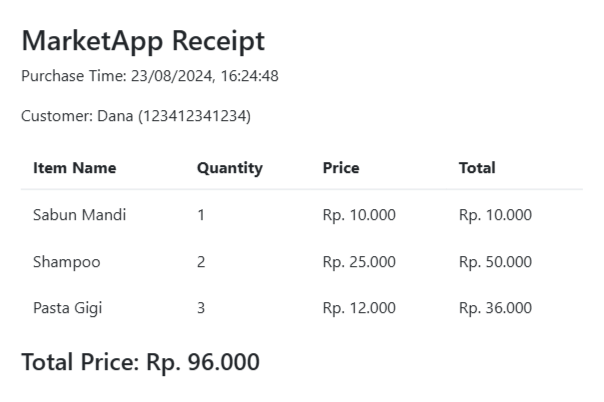 MarketApp Receipt
Purchase Time: 23/08/2024, 16:24:48
Customer: Dana (123412341234)
Item Name Quantity Price Total
Sabun Mandi 1 Rp. 10.000 Rp. 10.000
Shampoo 2 Rp. 25.000 Rp. 50.000
Pasta Gigi 3 Rp. 12.000 Rp. 36.000
Total Price: Rp. 96.000